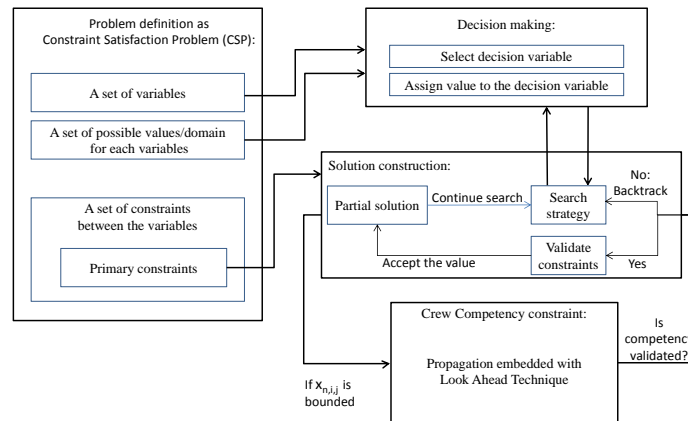 Problem definition as
Constraint Satisfaction Problem (CSP):
A set of variables
A set of possible values/domain
for each variables
A set of constraints
between the variables
Primary constraints
Decision making:
Select decision variable
Assign value to the decision variable
Solution construction:
Partial solution
Continue search
Search
strategy
No:
Backtrack
Validate
constraints
Accept the value
Yes
Crew Competency constraint:
Propagation embedded with
Look Ahead Technique
If xn,i,j is
bounded
Is
competency
validated?